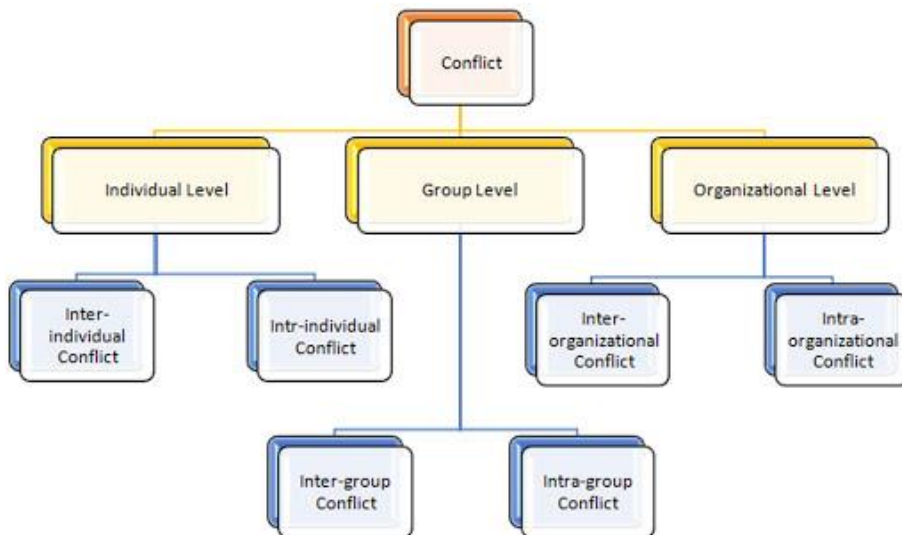 Conflict
Individual Level
Group Level
Organizational Level
Inter-
individual
Conflict
Intr-individual
Conflict
Inter-
organizational
Conflict
Intra-
organizational
Conflict
Inter-group
Conflict
Intra-group
Conflict